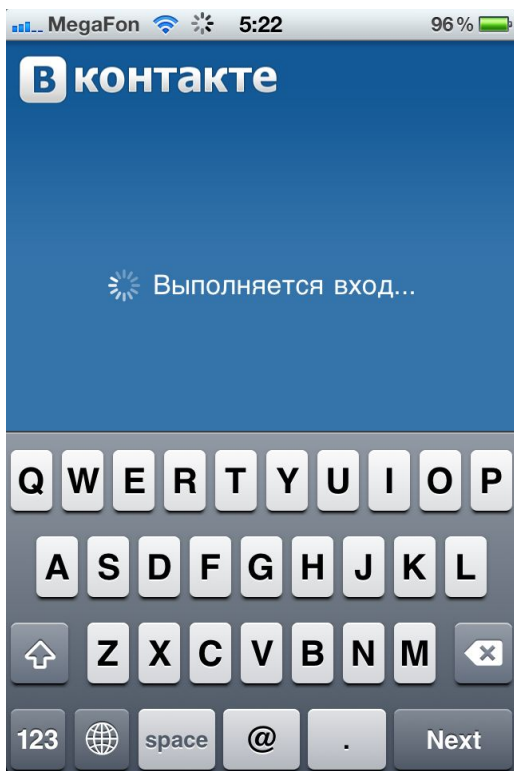 MegaFon 5:22 96 %
В контакте
Выполняется вход...
Q W E R T Y U I O P
A S D F G H J K L
Z X C V B N M
123 space @ . Next